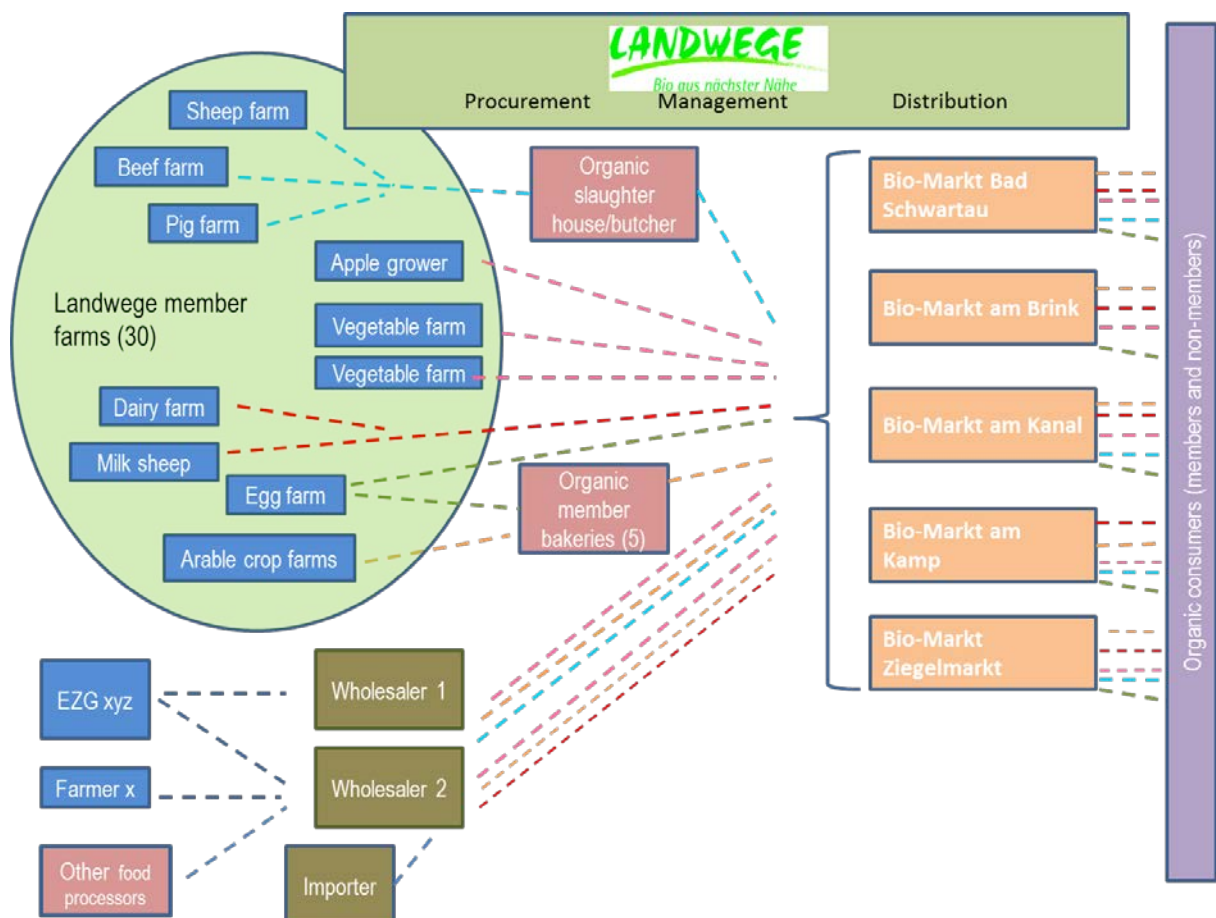 LANDWEGE
Bio aus nächster Nähe
Procurement Management Distribution
Sheep farm
Beef farm
Pig farm
Apple grower
Landwege member
farms (30)
Vegetable farm
Vegetable farm
Dairy farm
Milk sheep
Egg farm
Arable crop farms
Organic
slaughter
house/butcher
Organic
member
bakeries (5)
Bio-Markt Bad
Schwartau
Bio-Markt am Brink
Bio-Markt am Kanal
Bio-Markt am
Kamp
Bio-Markt
Ziegelmarkt
Organic consumers (members and non-members)
EZG xyz
Farmer x
Other food
processors
Wholesaler 1
Wholesaler 2
Importer